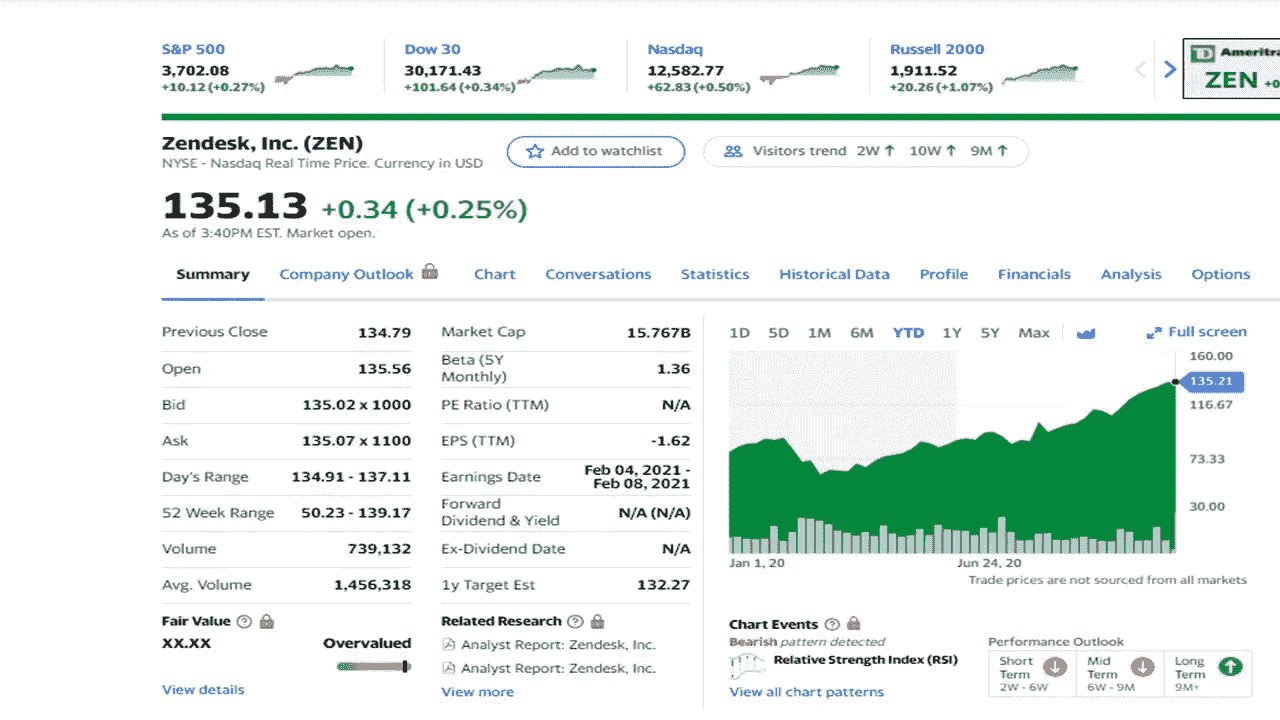 S&P 500 Dow 30 Nasdaq Russell 2000
3,702.08 30,171.43 12,582.77 1,911.52
+10.12 (+0.27%) +101.64 (+0.34%) +62.83 (+0.50%) +20.26 (+1.07%)
TD Ameritra
ZEN +0
Zendesk, Inc. (ZEN)
NYSE - Nasdaq Real Time Price. Currency in USD
Add to watchlist
Visitors trend 2W 10W 9M
135.13 +0.34 (+0.25%)
As of 3:40PM EST. Market open.
Summary Company Outlook Chart Conversations Statistics Historical Data Profile Financials Analysis Options
Previous Close 134.79
Open 135.56
Bid 135.02 x 1000
Ask 135.07 x 1100
Day's Range 134.91 - 137.11
52 Week Range 50.23 - 139.17
Volume 739,132
Avg. Volume 1,456,318
Market Cap 15.767B
Beta (5Y
Monthly) 1.36
PE Ratio (TTM) N/A
EPS (TTM) -1.62
Earnings Date Feb 04, 2021 -
Feb 08, 2021
Forward
Dividend & Yield N/A (N/A)
Ex-Dividend Date N/A
1y Target Est 132.27
1D 5D 1M 6M YTD 1Y 5Y Max Full screen
160.00
135.21
116.67
73.33
30.00
Jan 1, 20 Jun 24, 20
Trade prices are not sourced from all markets
Fair Value
XX.XX Overvalued
View details
Related Research
Analyst Report: Zendesk, Inc.
Analyst Report: Zendesk, Inc.
View more
Chart Events
Bearish pattern detected
Relative Strength Index (RSI)
View all chart patterns
Performance Outlook
Short
Term
2W - 6W
Mid
Term
6W - 9M
Long
Term
9M+